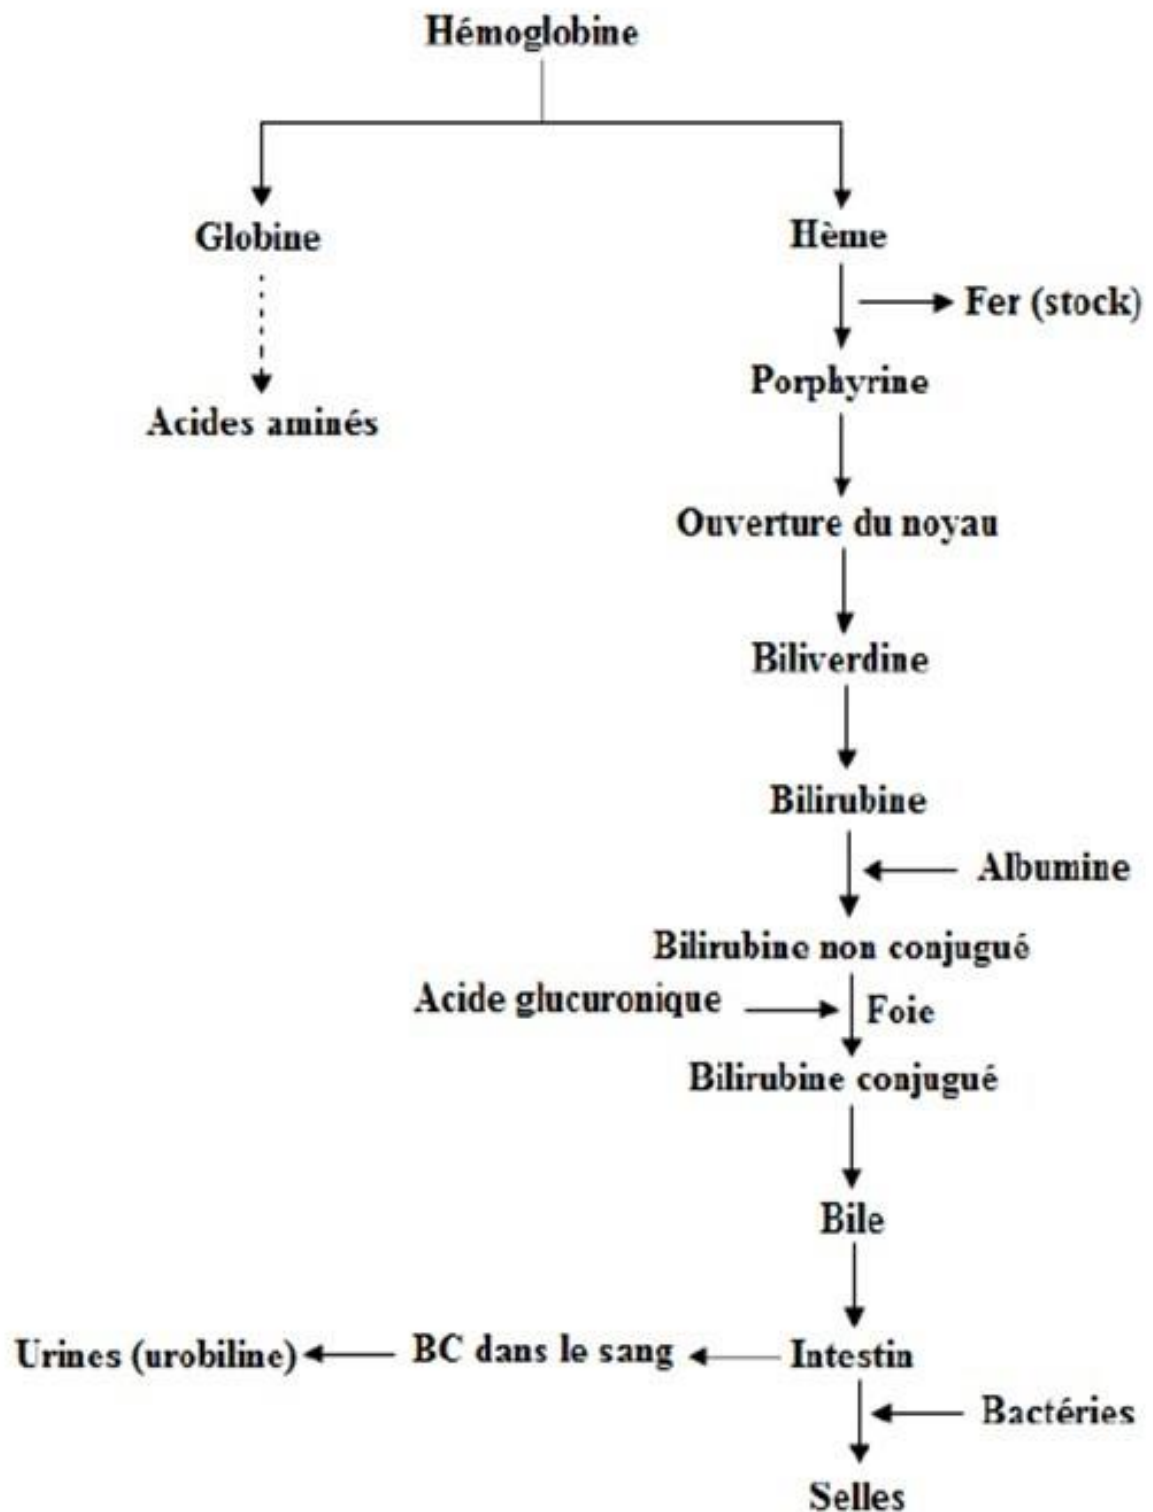 Hémoglobine
Globine
Hème
Fer (stock)
Porphyrine
Acides aminés
Ouverture du noyau
Biliverdine
Bilirubine
Albumine
Bilirubine non conjugué
Acide glucuronique
Foie
Bilirubine conjugué
Bile
Urines (urobiline)
BC dans le sang
Intestin
Bactéries
Selles